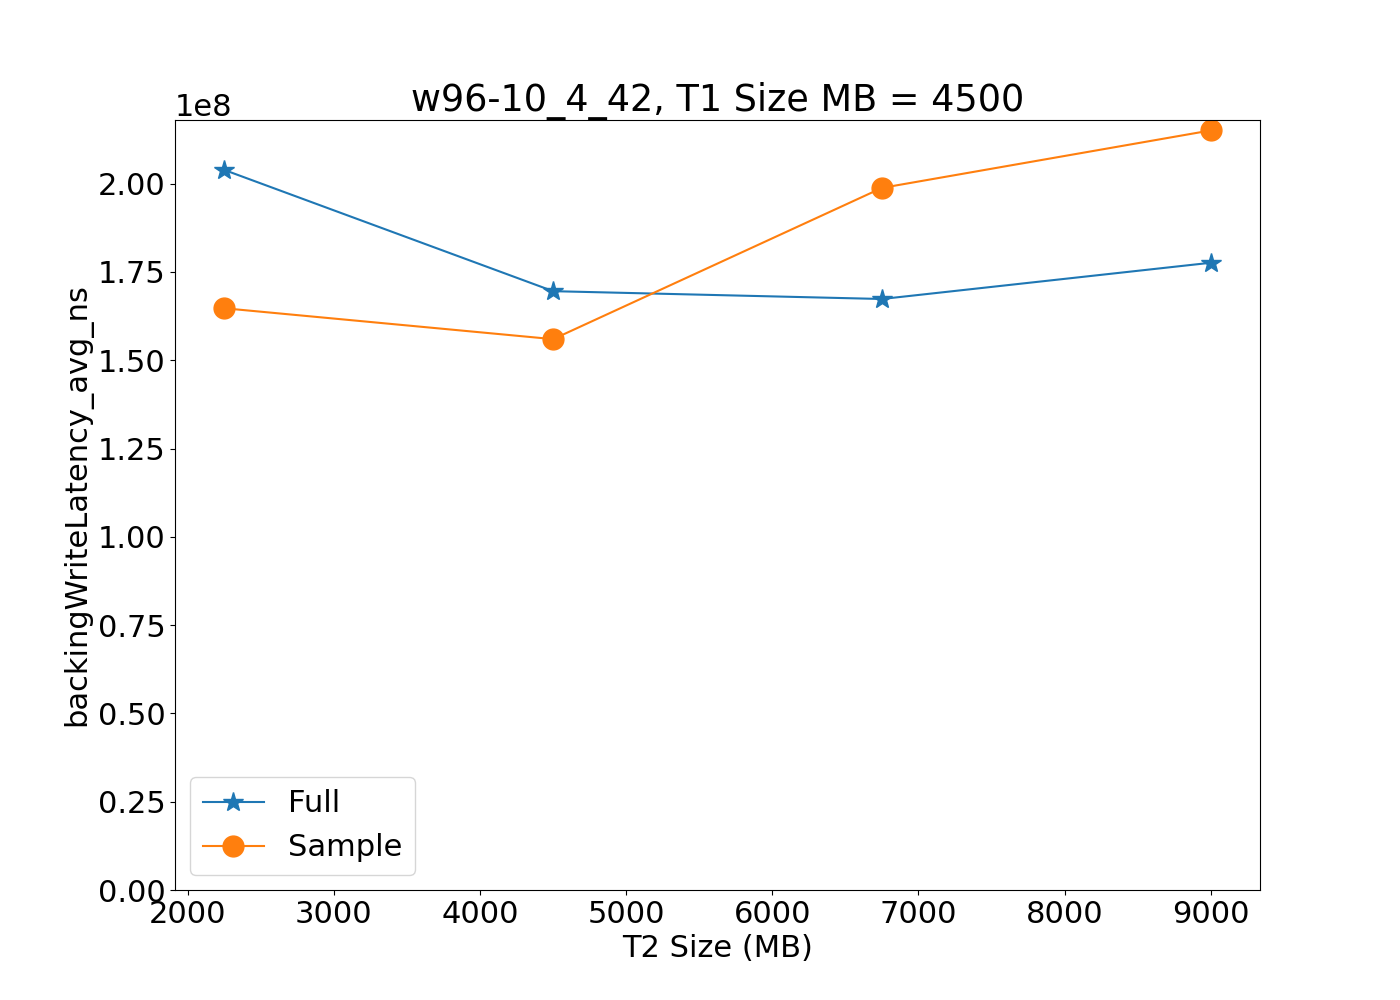 w96-10_4_42, T1 Size MB = 4500
1e8
2.00
1.75
1.50
1.25
1.00
0.75
0.50
0.25
0.00
backingWriteLatency_avg_ns
Full
Sample
2000 3000 4000 5000 6000 7000 8000 9000
T2 Size (MB)